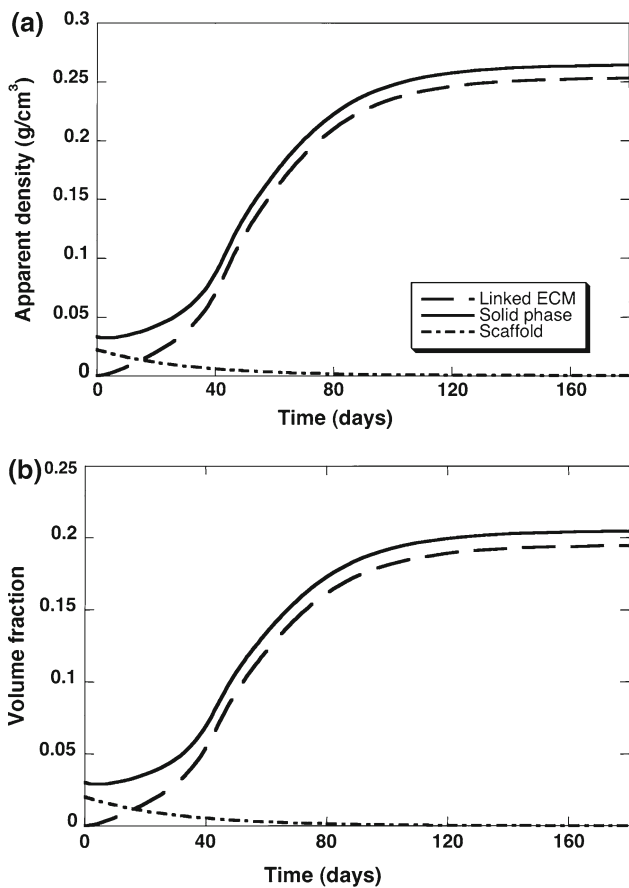 (a)
0.3
0.25
0.2
0.15
0.1
0.05
0
Apparent density (g/cm³)
Linked ECM
Solid phase
Scaffold
0 40 80 120 160
Time (days)
(b)
0.25
0.2
0.15
0.1
0.05
0
Volume fraction
0 40 80 120 160
Time (days)